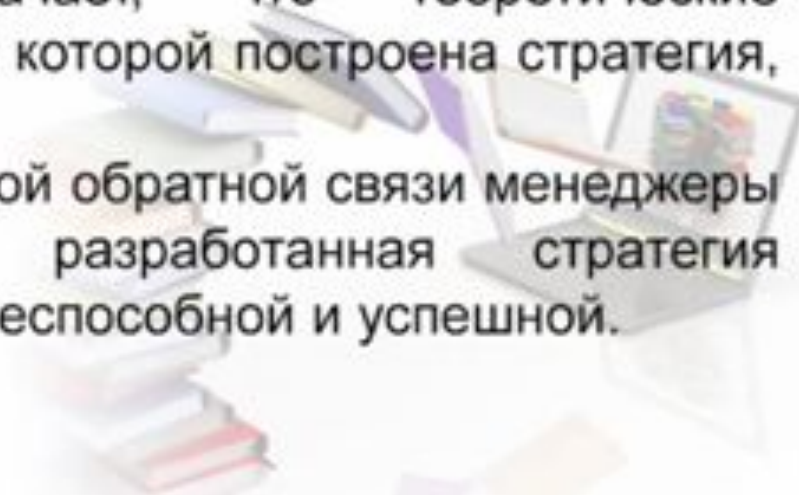 которой построена стратегия,
ой обратной связи менеджеры
разработанная стратегия
еспособной и успешной.